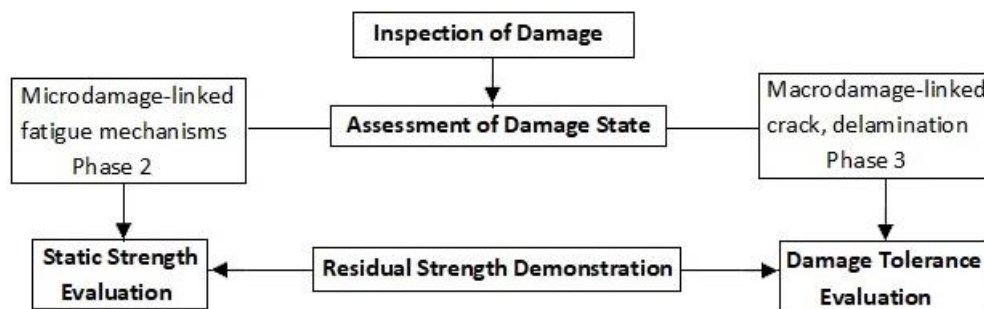 Inspection of Damage
Microdamage-linked
fatigue mechanisms
Phase 2
Assessment of Damage State
Macrodamage-linked
crack, delamination
Phase 3
Static Strength
Evaluation
Residual Strength Demonstration
Damage Tolerance
Evaluation